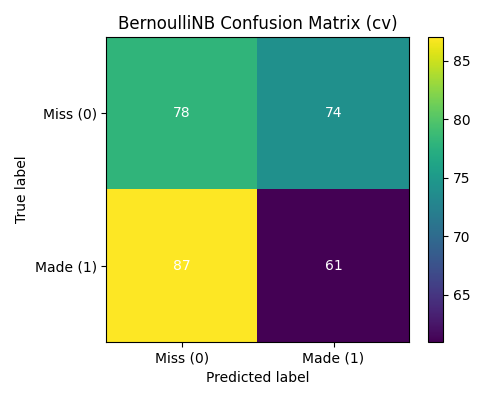 BernoulliNB Confusion Matrix (cv)
Miss (0)
Made (1)
True label
78
74
87
61
Miss (0)
Made (1)
Predicted label
85
80
75
70
65